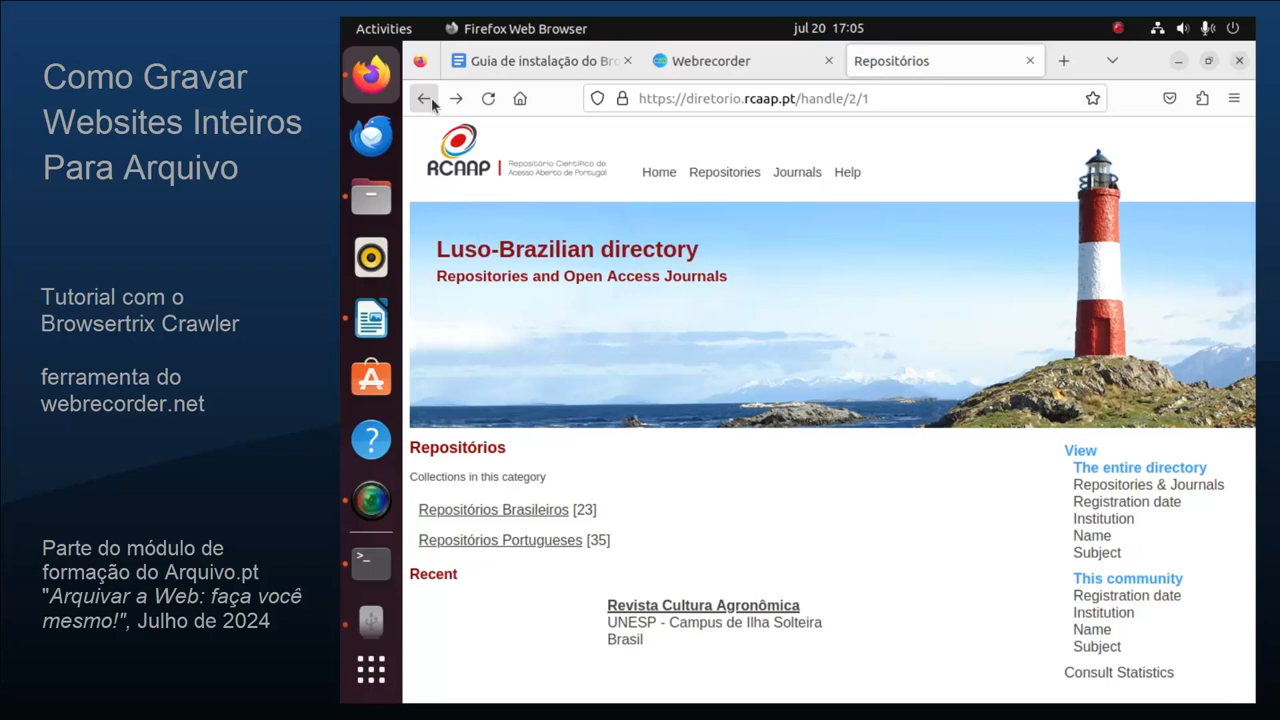 Como Gravar
Websites Inteiros
Para Arquivo
Tutorial com o
Browsertrix Crawler
ferramenta do
webrecorder.net
Parte do módulo de
formação do Arquivo.pt
"Arquivar a Web: faça você
mesmo!", Julho de 2024
Activities Firefox Web Browser jul 20 17:05
Guia de instalação do Bro Webrecorder Repositórios
https://diretorio.rcaap.pt/handle/2/1
RCAAP Repositório Científico de
Acesso Aberto de Portugal
Home Repositories Journals Help
Luso-Brazilian directory
Repositories and Open Access Journals
Repositórios
Collections in this category
Repositórios Brasileiros [23]
Repositórios Portugueses [35]
Recent
Revista Cultura Agronômica
UNESP - Campus de Ilha Solteira
Brasil
View
The entire directory
Repositories & Journals
Registration date
Institution
Name
Subject
This community
Registration date
Institution
Name
Subject
Consult Statistics